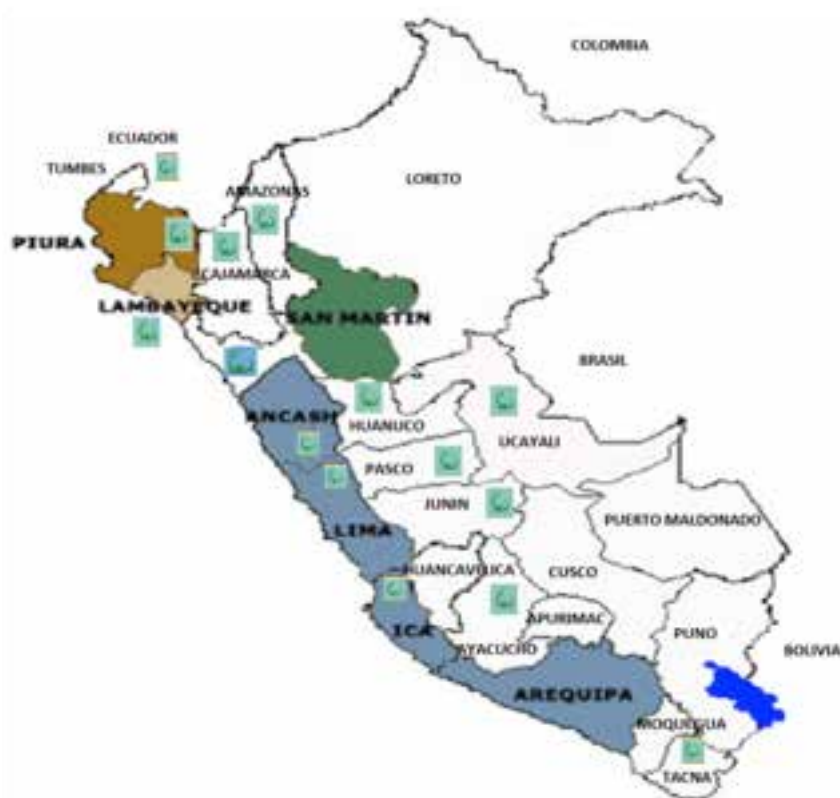 COLOMBIA
ECUADOR
TUMBES
AMAZONAS
LORETO
PIURA
CAJAMARCA
LAMBAYEQUE
SAN MARTIN
BRASIL
ANCASH
HUANUCO
UCAYALI
PASCO
JUNIN
PUERTO MALDONADO
LIMA
HUANCAVILICA
CUSCO
APURIMAC
ICA
PUNO
AYACUCHO
BOLIVIA
AREQUIPA
MOQUEGUA
TACNA